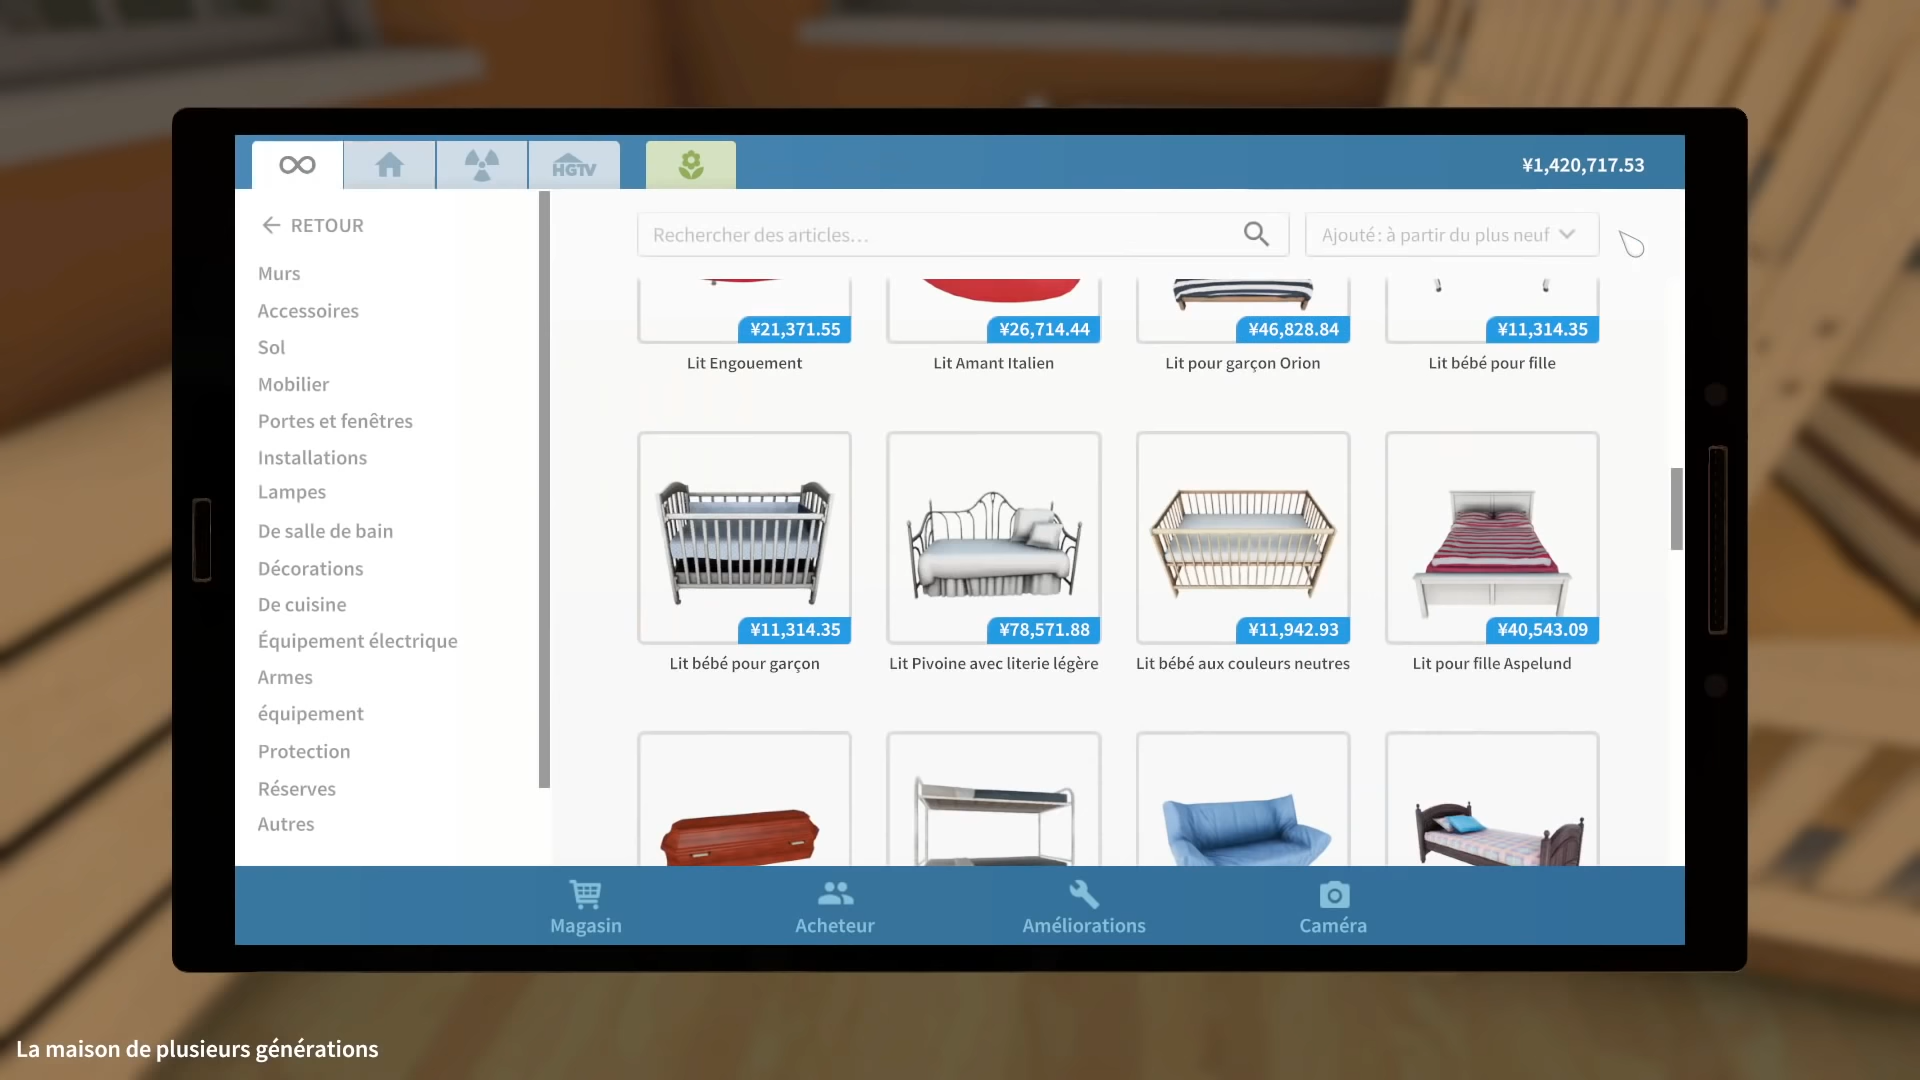 HGTV
¥1,420,717.53
RETOUR
Rechercher des articles...
Ajouté : à partir du plus neuf
Murs
Accessoires
Sol
Mobilier
Portes et fenêtres
Installations
Lampes
De salle de bain
Décorations
De cuisine
Équipement électrique
Armes
équipement
Protection
Réserves
Autres
¥21,371.55
¥26,714.44
¥46,828.84
¥11,314.35
Lit Engouement
Lit Amant Italien
Lit pour garçon Orion
Lit bébé pour fille
¥11,314.35
¥78,571.88
¥11,942.93
¥40,543.09
Lit bébé pour garçon
Lit Pivoine avec literie légère
Lit bébé aux couleurs neutres
Lit pour fille Aspelund
Magasin
Acheteur
Améliorations
Caméra
La maison de plusieurs générations